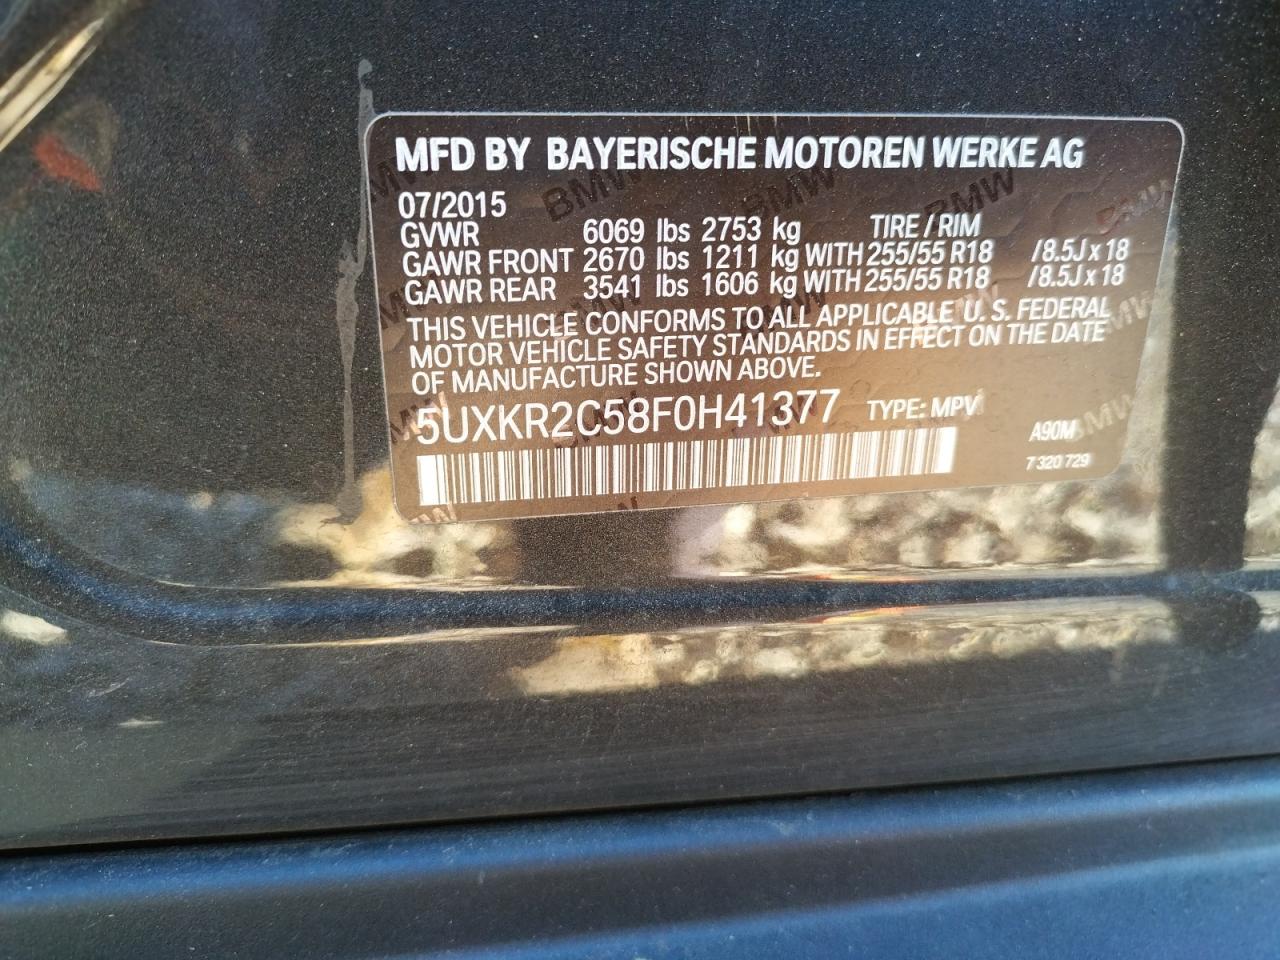 MFD BY BAYERISCHE MOTOREN WERKE AG
07/2015
GVWR 6069 lbs 2753 kg TIRE / RIM
GAWR FRONT 2670 lbs 1211 kg WITH 255/55 R18 /8.5J x 18
GAWR REAR 3541 lbs 1606 kg WITH 255/55 R18 /8.5J x 18
THIS VEHICLE CONFORMS TO ALL APPLICABLE U. S. FEDERAL
MOTOR VEHICLE SAFETY STANDARDS IN EFFECT ON THE DATE
OF MANUFACTURE SHOWN ABOVE.
5UXKR2C58F0H41377 TYPE: MPV
A90M
7 320 729